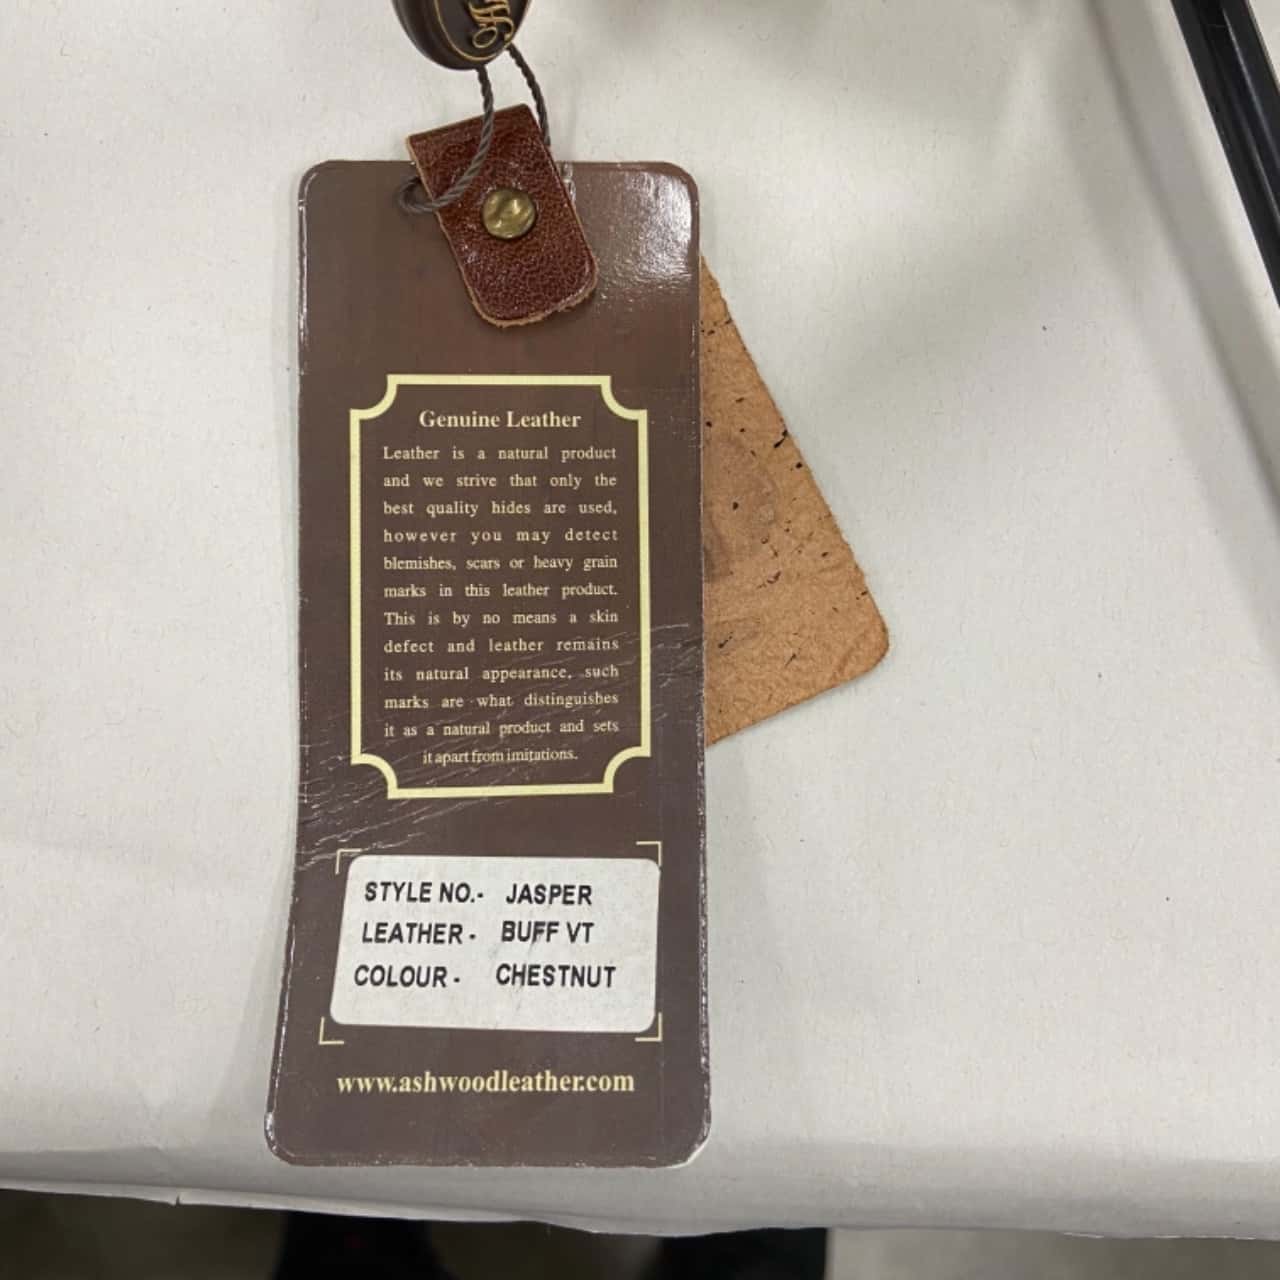 Genuine Leather
Leather is a natural product
and we strive that only the
best quality hides are used,
however you may detect
blemishes, scars or heavy grain
marks in this leather product.
This is by no means a skin
defect and leather remains
its natural appearance, such
marks are what distinguishes
it as a natural product and sets
it apart from imitations.
STYLE NO.- JASPER
LEATHER - BUFF VT
COLOUR - CHESTNUT
www.ashwoodleather.com